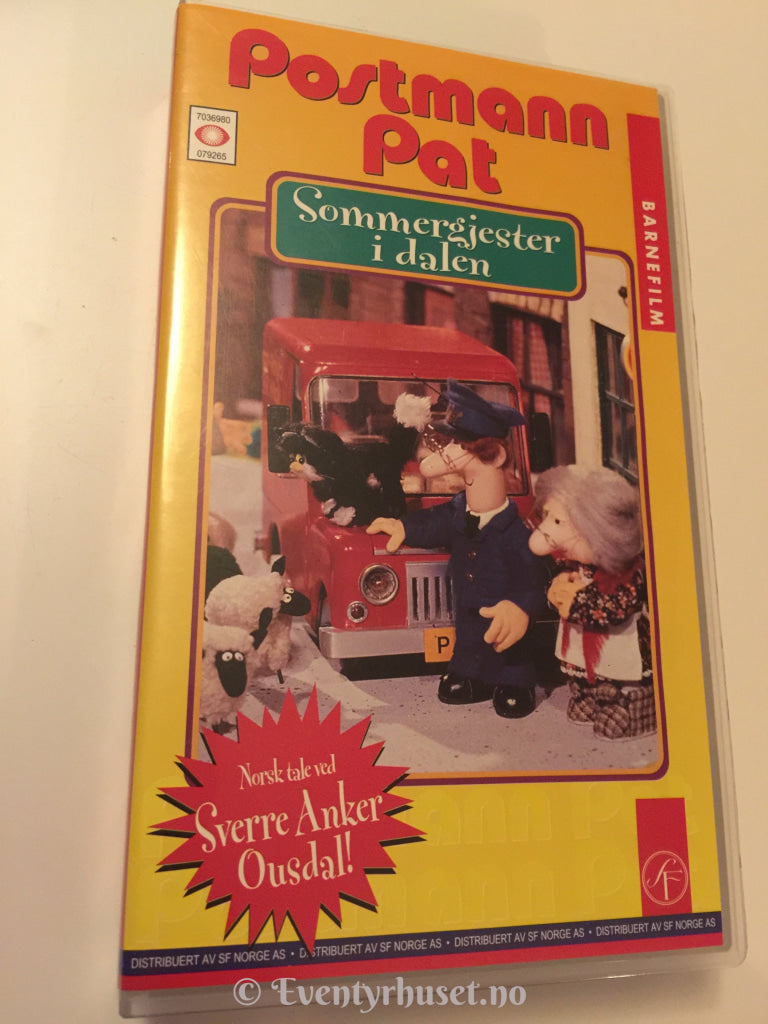 Postmann
Pat
7036980
079265
BARNEFILM
Sommergjester
i dalen
P
Norsk tale ved
Sverre Anker
Ousdal!
SF
DISTRIBUERT AV SF NORGE AS • DISTRIBUERT AV SF NORGE AS • DISTRIBUERT AV SF NORGE AS • DISTRIBUERT AV SF NORGE AS
© Eventyrhuset.no